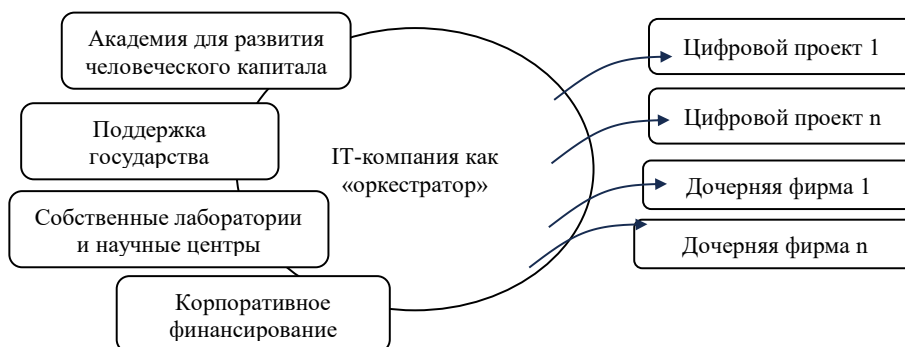 Академия для развития
человеческого капитала
Поддержка
государства
Собственные лаборатории
и научные центры
Корпоративное
финансирование
IT-компания как
«оркестратор»
Цифровой проект 1
Цифровой проект n
Дочерняя фирма 1
Дочерняя фирма n